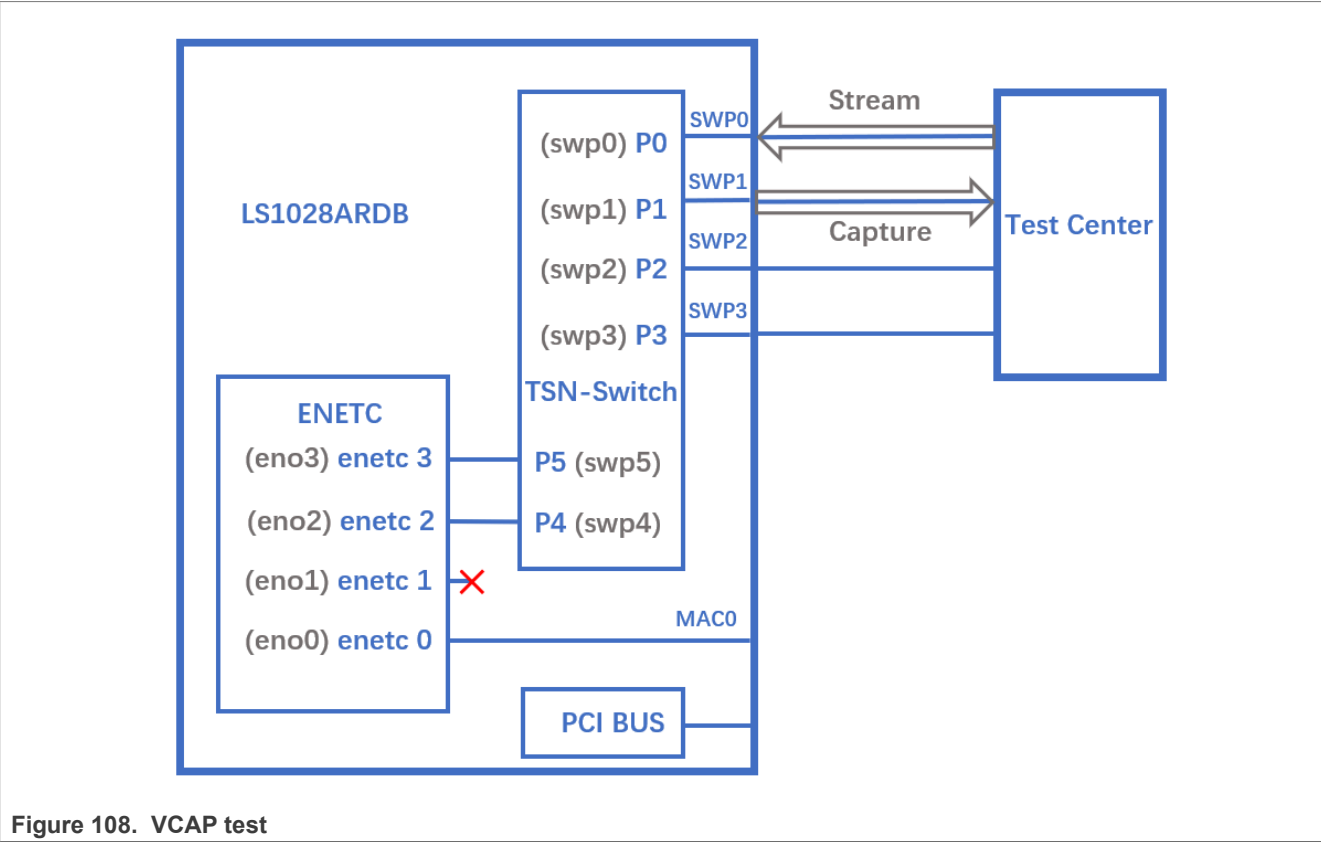 Stream
SWP0
(swp0) P0
SWP1
LS1028ARDB
(swp1) P1
Capture
Test Center
SWP2
(swp2) P2
SWP3
(swp3) P3
TSN-Switch
ENETC
(eno3) enetc 3
P5 (swp5)
(eno2) enetc 2
P4 (swp4)
(eno1) enetc 1
MAC0
(eno0) enetc 0
PCI BUS
Figure 108. VCAP test